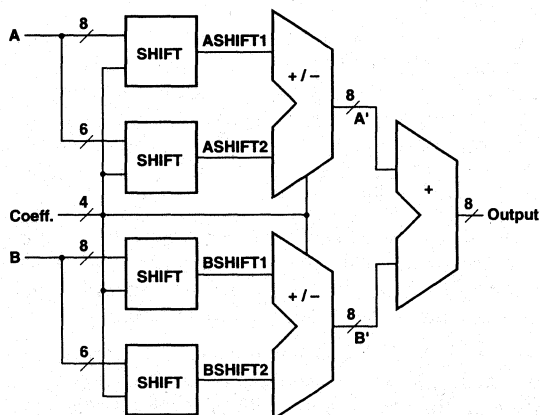 A
8
SHIFT
ASHIFT1
+ / −
8
A'
6
SHIFT
ASHIFT2
+
8
Output
Coeff.
4
B
8
SHIFT
BSHIFT1
+ / −
8
B'
6
SHIFT
BSHIFT2